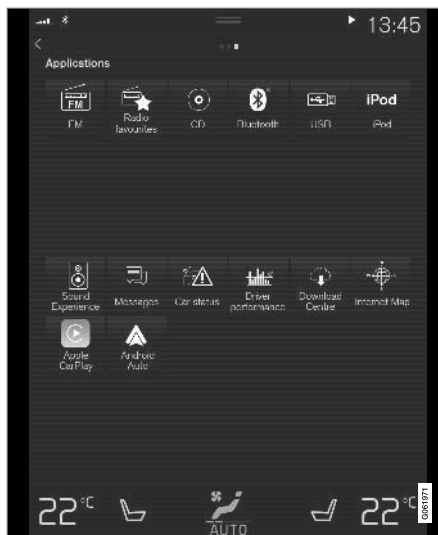 13:45
Applications
FM
iPod
FM
Radio
favourites
CD
Bluetooth
USB
iPod
Sound
Experience
Messages
Car status
Driver
performance
Download
Centre
Internet Map
Apple
CarPlay
Android
Auto
22°C
22°C
AUTO
G061971